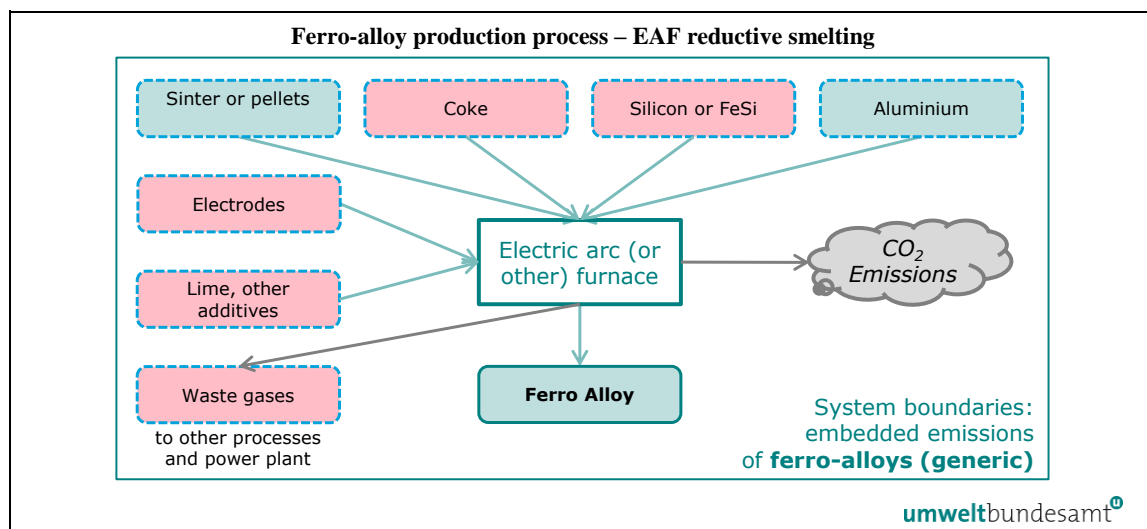 Ferro-alloy production process – EAF reductive smelting
Sinter or pellets
Coke
Silicon or FeSi
Aluminium
Electrodes
Electric arc (or
other) furnace
CO₂
Emissions
Lime, other
additives
Waste gases
Ferro Alloy
to other processes
and power plant
System boundaries:
embedded emissions
of ferro-alloys (generic)
umweltbundesamt u